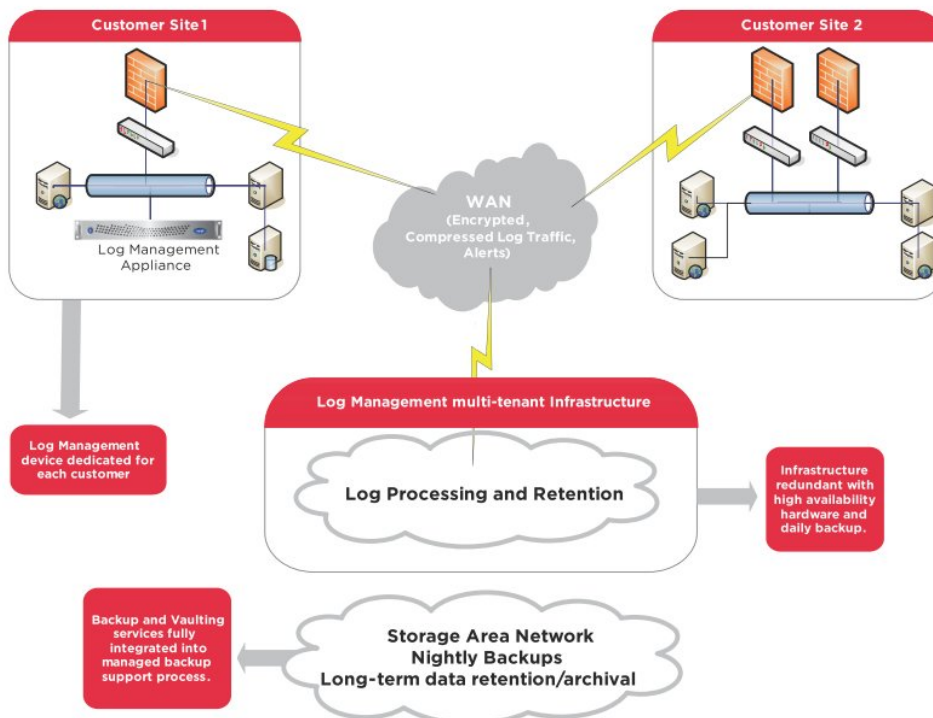 Customer Site 1
Customer Site 2
Log Management
Appliance
WAN
(Encrypted,
Compressed Log Traffic,
Alerts)
Log Management multi-tenant Infrastructure
Log Management
device dedicated for
each customer
Log Processing and Retention
Infrastructure
redundant with
high availability
hardware and
daily backup.
Backup and Vaulting
services fully
integrated into
managed backup
support process.
Storage Area Network
Nightly Backups
Long-term data retention/archival